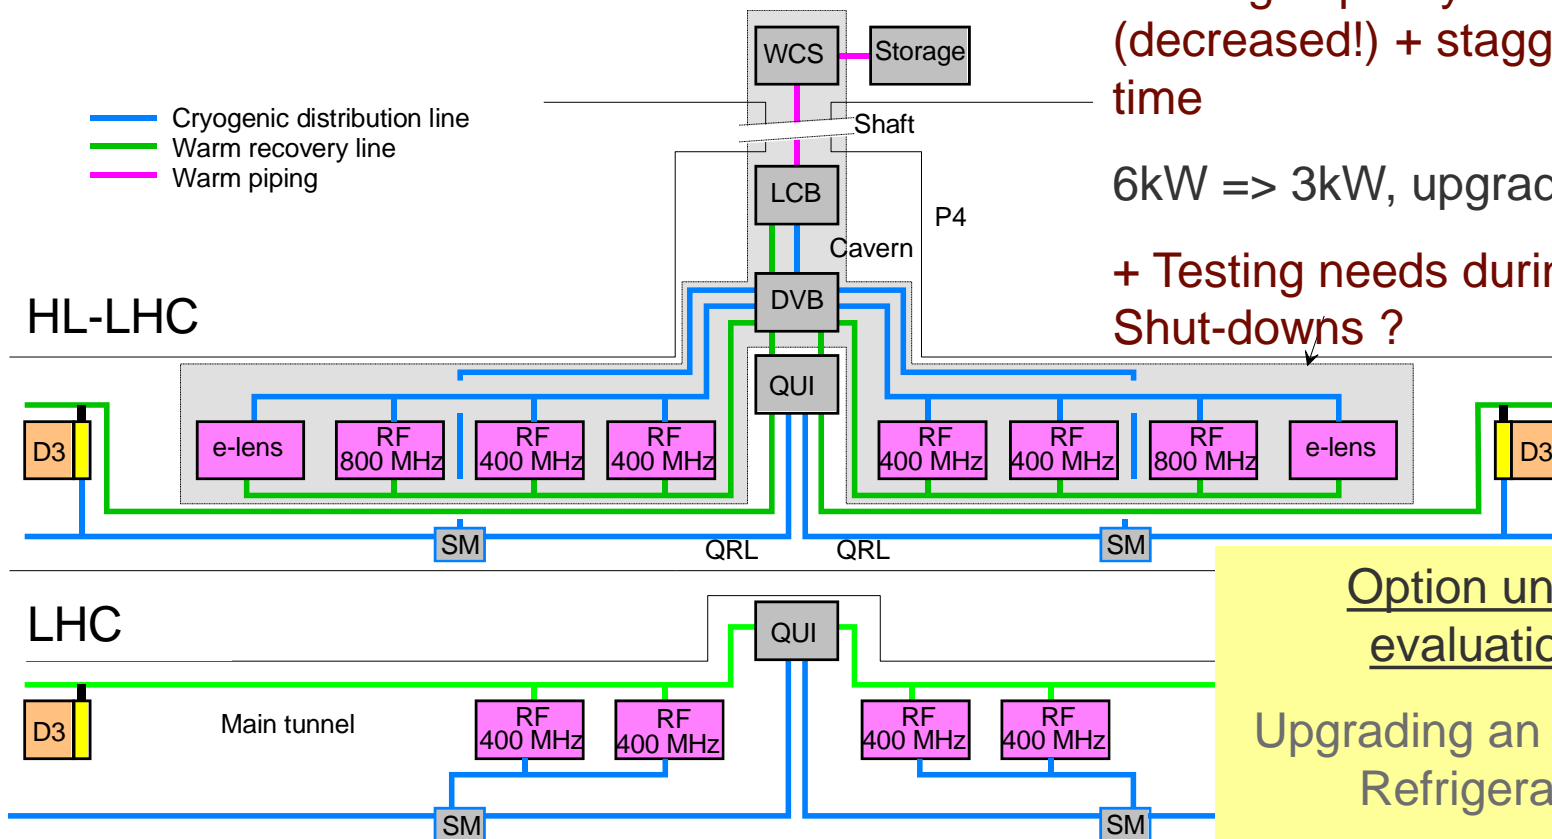 (decreased!) + stagg
time
6kW => 3kW, upgrad
+ Testing needs durin
Shut-downs ?
WCS
Storage
Cryogenic distribution line
Warm recovery line
Warm piping
Shaft
LCB
P4
Cavern
DVB
HL-LHC
QUI
D3
e-lens
RF
800 MHz
RF
400 MHz
RF
400 MHz
RF
400 MHz
RF
400 MHz
RF
800 MHz
e-lens
D3
SM
QRL
QRL
SM
LHC
QUI
Option un
evaluatio
Upgrading an
Refrigera
D3
Main tunnel
RF
400 MHz
RF
400 MHz
RF
400 MHz
RF
400 MHz
SM
SM